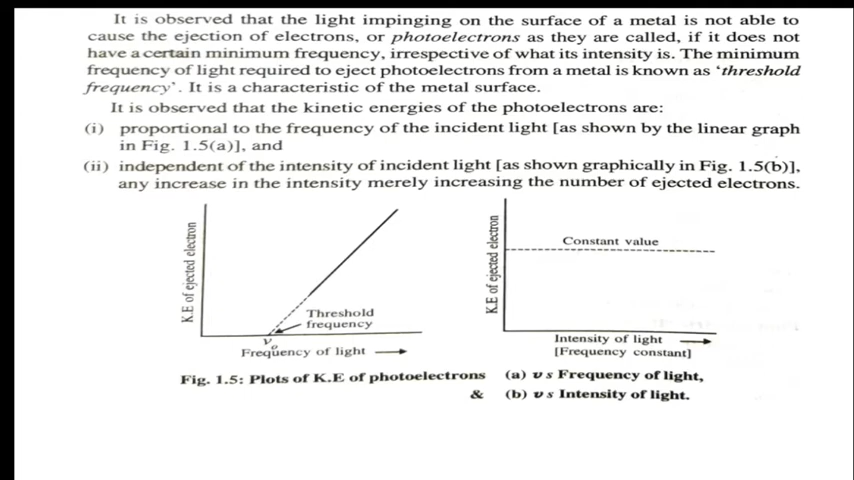 It is observed that the light impinging on the surface of a metal is not able to
cause the ejection of electrons, or photoelectrons as they are called, if it does not
have a certain minimum frequency, irrespective of what its intensity is. The minimum
frequency of light required to eject photoelectrons from a metal is known as ‘threshold
frequency‘. It is a characteristic of the metal surface.
It is observed that the kinetic energies of the photoelectrons are:
(i) proportional to the frequency of the incident light [as shown by the linear graph
in Fig. 1.5(a)], and
(ii) independent of the intensity of incident light [as shown graphically in Fig. 1.5(b)],
any increase in the intensity merely increasing the number of ejected electrons.
K.E of ejected electron
Threshold
frequency
ν₀
Frequency of light
K.E of ejected electron
Constant value
Intensity of light
[Frequency constant]
Fig. 1.5: Plots of K.E of photoelectrons (a) v s Frequency of light,
& (b) v s Intensity of light.